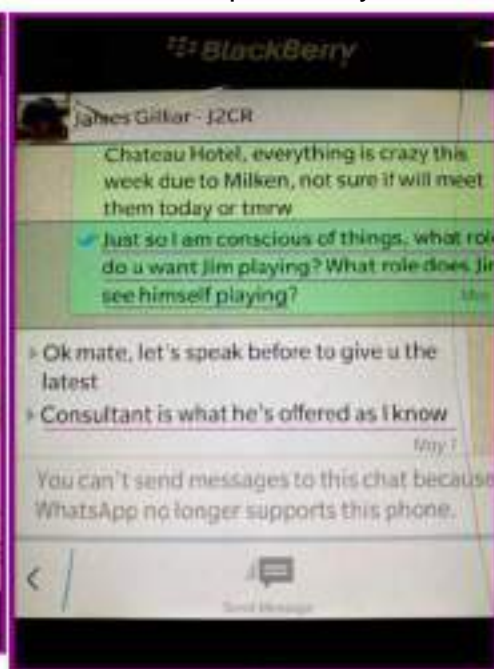 BlackBerry
James Gilliar - J2CR
Chateau Hotel, everything is crazy this
week due to Milken, not sure if will meet
them today or tmrw
Just so I am conscious of things, what role
do u want Jim playing? What role does Jim
see himself playing?
Ok mate, let's speak before to give u the
latest
Consultant is what he's offered as I know
May 1
You can't send messages to this chat because
WhatsApp no longer supports this phone.
Send Message